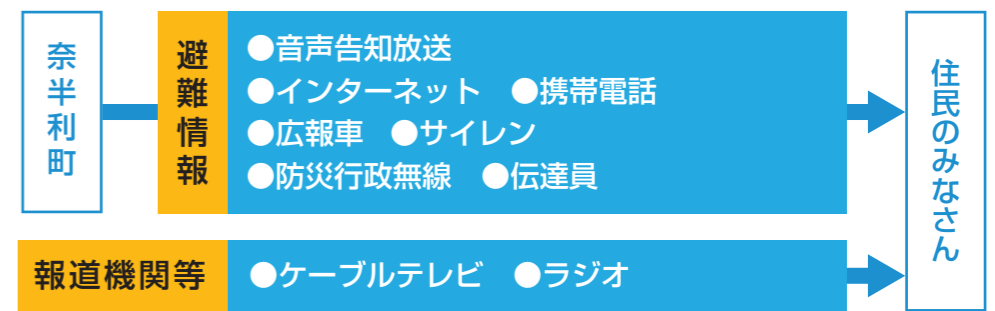 奈半利町
避難情報
●音声告知放送
●インターネット　●携帯電話
●広報車　●サイレン
●防災行政無線　●伝達員
住民のみなさん
報道機関等
●ケーブルテレビ　●ラジオ